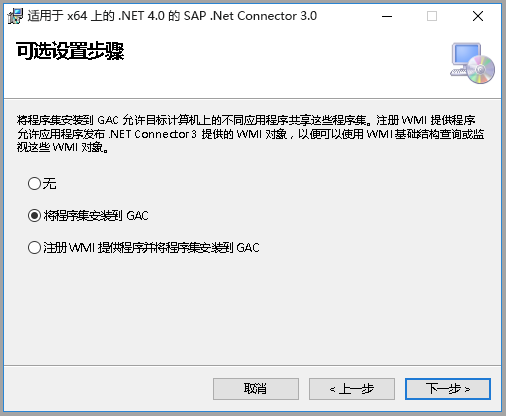 适用于 x64 上的 .NET 4.0 的 SAP .Net Connector 3.0
可选设置步骤
将程序集安装到 GAC 允许目标计算机上的不同应用程序共享这些程序集。注册 WMI 提供程序
允许应用程序发布 .NET Connector 3 提供的 WMI 对象，以便可以使用 WMI 基础结构查询或监
视这些 WMI 对象。
无
将程序集安装到 GAC
注册 WMI 提供程序并将程序集安装到 GAC
取消
< 上一步
下一步 >